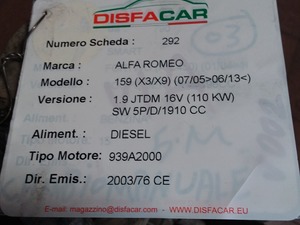 DISFACAR
Numero Scheda : 292
Marca : ALFA ROMEO
Modello : 159 (X3/X9) (07/05>06/13<)
Versione : 1.9 JTDM 16V (110 KW)
SW 5P/D/1910 CC
Aliment. : DIESEL
Tipo Motore: 939A2000
Dir. Emis.: 2003/76 CE
E-mail: magazzino@disfacar.com - WWW.DISFACAR.EU